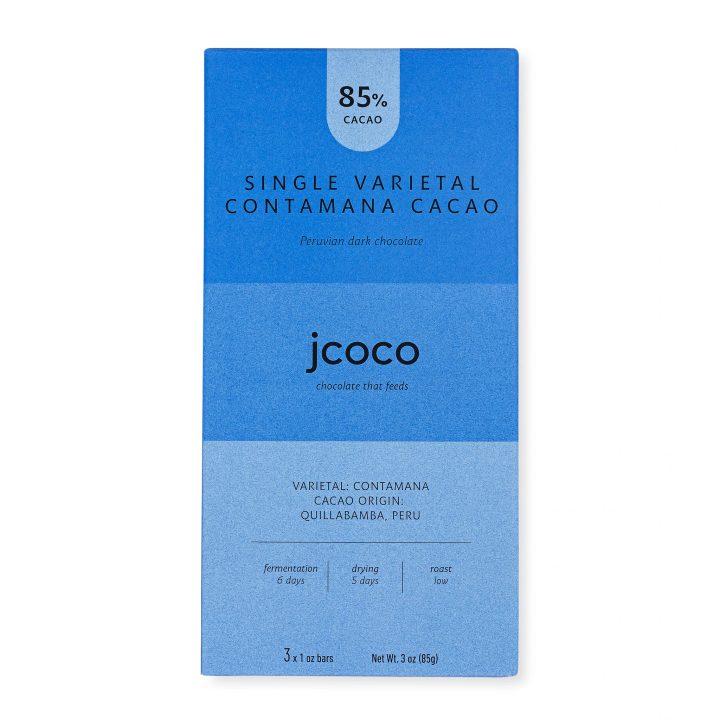 85%
CACAO
SINGLE VARIETAL
CONTAMANA CACAO
Peruvian dark chocolate
jcoco
chocolate that feeds
VARIETAL: CONTAMANA
CACAO ORIGIN:
QUILLABAMBA, PERU
fermentation drying roast
6 days 5 days low
3 x 1 oz bars Net Wt. 3 oz (85g)